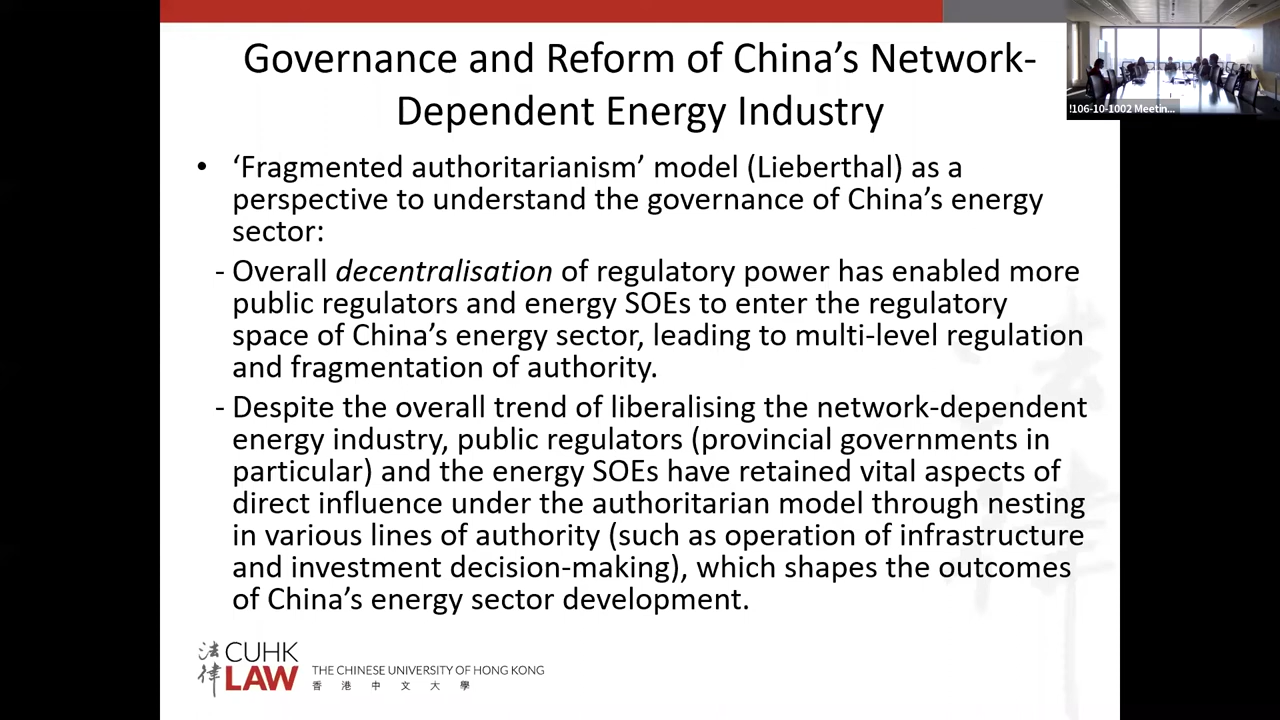 Governance and Reform of China's Network-
Dependent Energy Industry
!106-10-1002 Meetin...
• ‘Fragmented authoritarianism’ model (Lieberthal) as a
perspective to understand the governance of China’s energy
sector:
- Overall decentralisation of regulatory power has enabled more
public regulators and energy SOEs to enter the regulatory
space of China’s energy sector, leading to multi-level regulation
and fragmentation of authority.
- Despite the overall trend of liberalising the network-dependent
energy industry, public regulators (provincial governments in
particular) and the energy SOEs have retained vital aspects of
direct influence under the authoritarian model through nesting
in various lines of authority (such as operation of infrastructure
and investment decision-making), which shapes the outcomes
of China’s energy sector development.
法律
CUHK
LAW
THE CHINESE UNIVERSITY OF HONG KONG
香港中文大學
法律